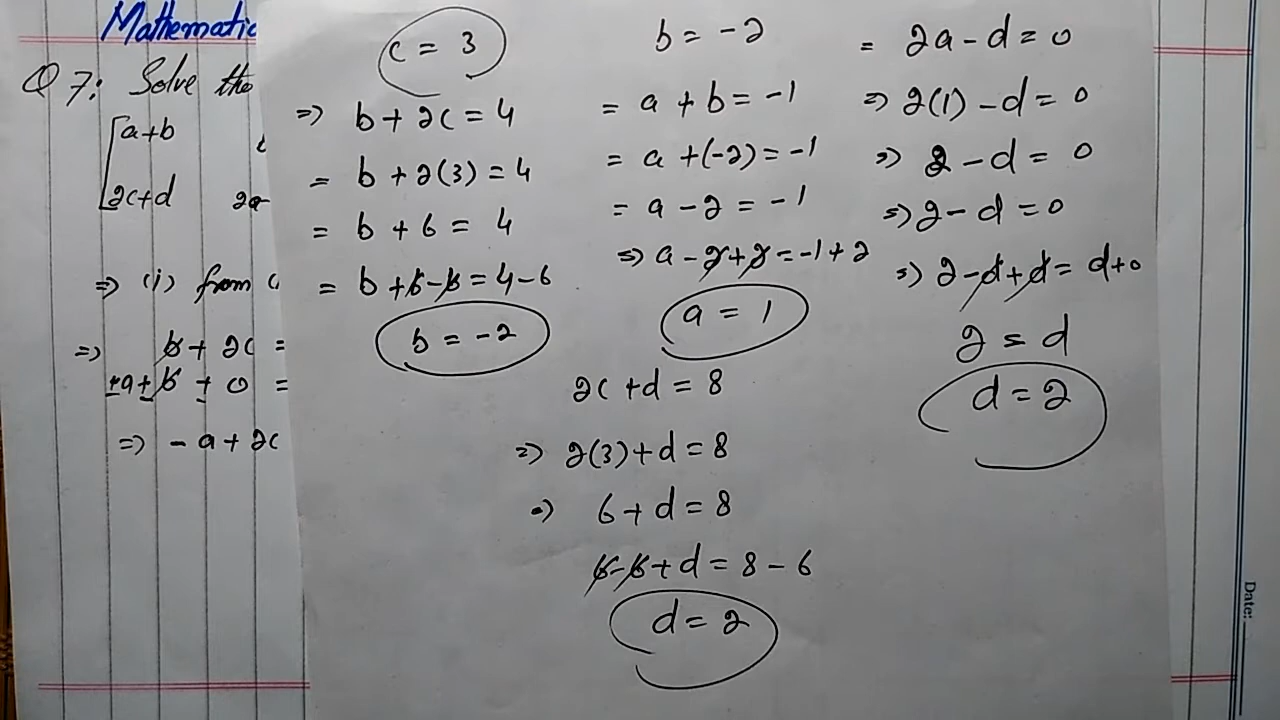 Mathematic
Q 7: Solve the
a+b
2c+d 2a-
=> (i) from
=> b + 2c =
+a + b + 0 =
=> - a + 2c
c = 3
=> b + 2c = 4
= b + 2(3) = 4
= b + 6 = 4
= b + 6 - 6 = 4 - 6
b = -2
b = -2
= a + b = -1
= a + (-2) = -1
= a - 2 = -1
=> a - 2 + 2 = -1 + 2
a = 1
= 2a - d = 0
=> 2(1) - d = 0
=> 2 - d = 0
=> 2 - d = 0
=> 2 - d + d = d + 0
2 = d
d = 2
2c + d = 8
=> 2(3) + d = 8
=> 6 + d = 8
6 - 6 + d = 8 - 6
d = 2
Date: